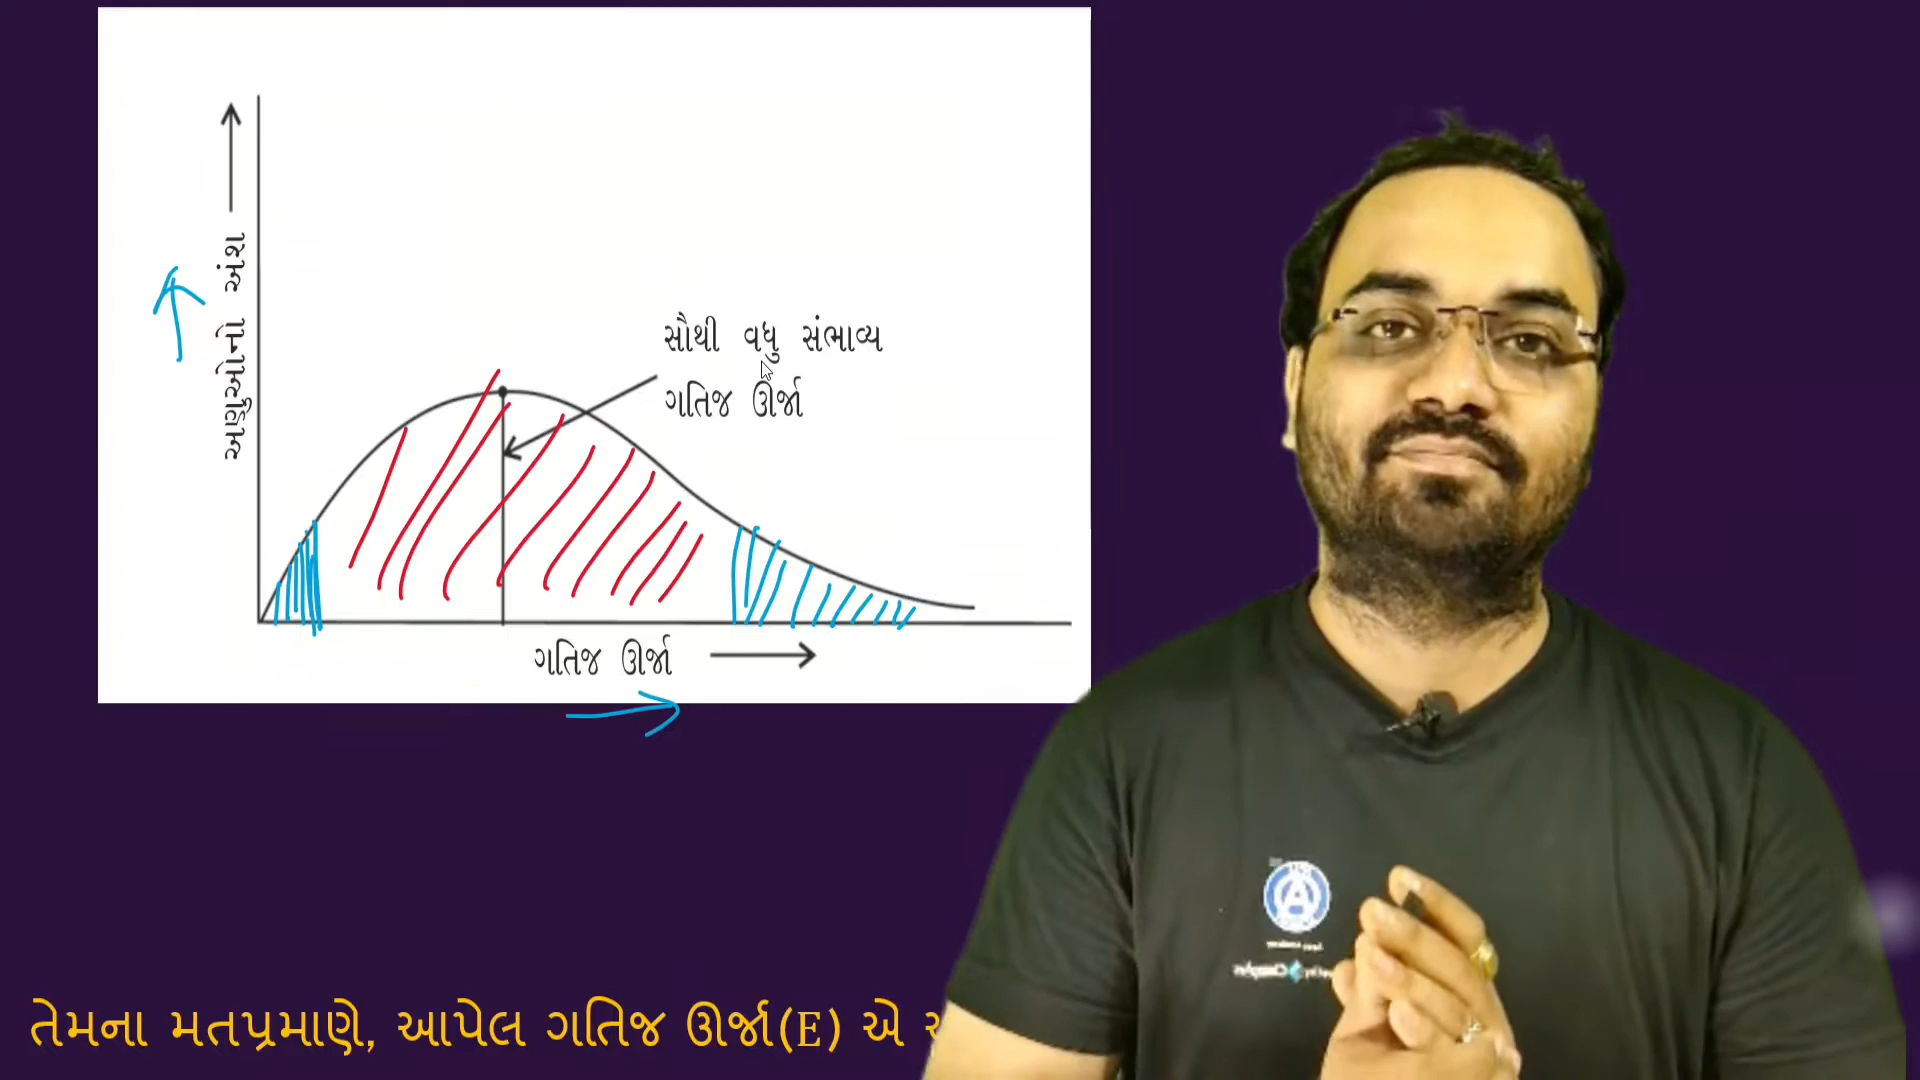 અણુઓનો અંશ
સૌથી વધુ સંભાવ્ય
ગતિજ ઊર્જા
ગતિજ ઊર્જા
તેમના મતપ્રમાણે, આપેલ ગતિજ ઊર્જા(E) એ
A